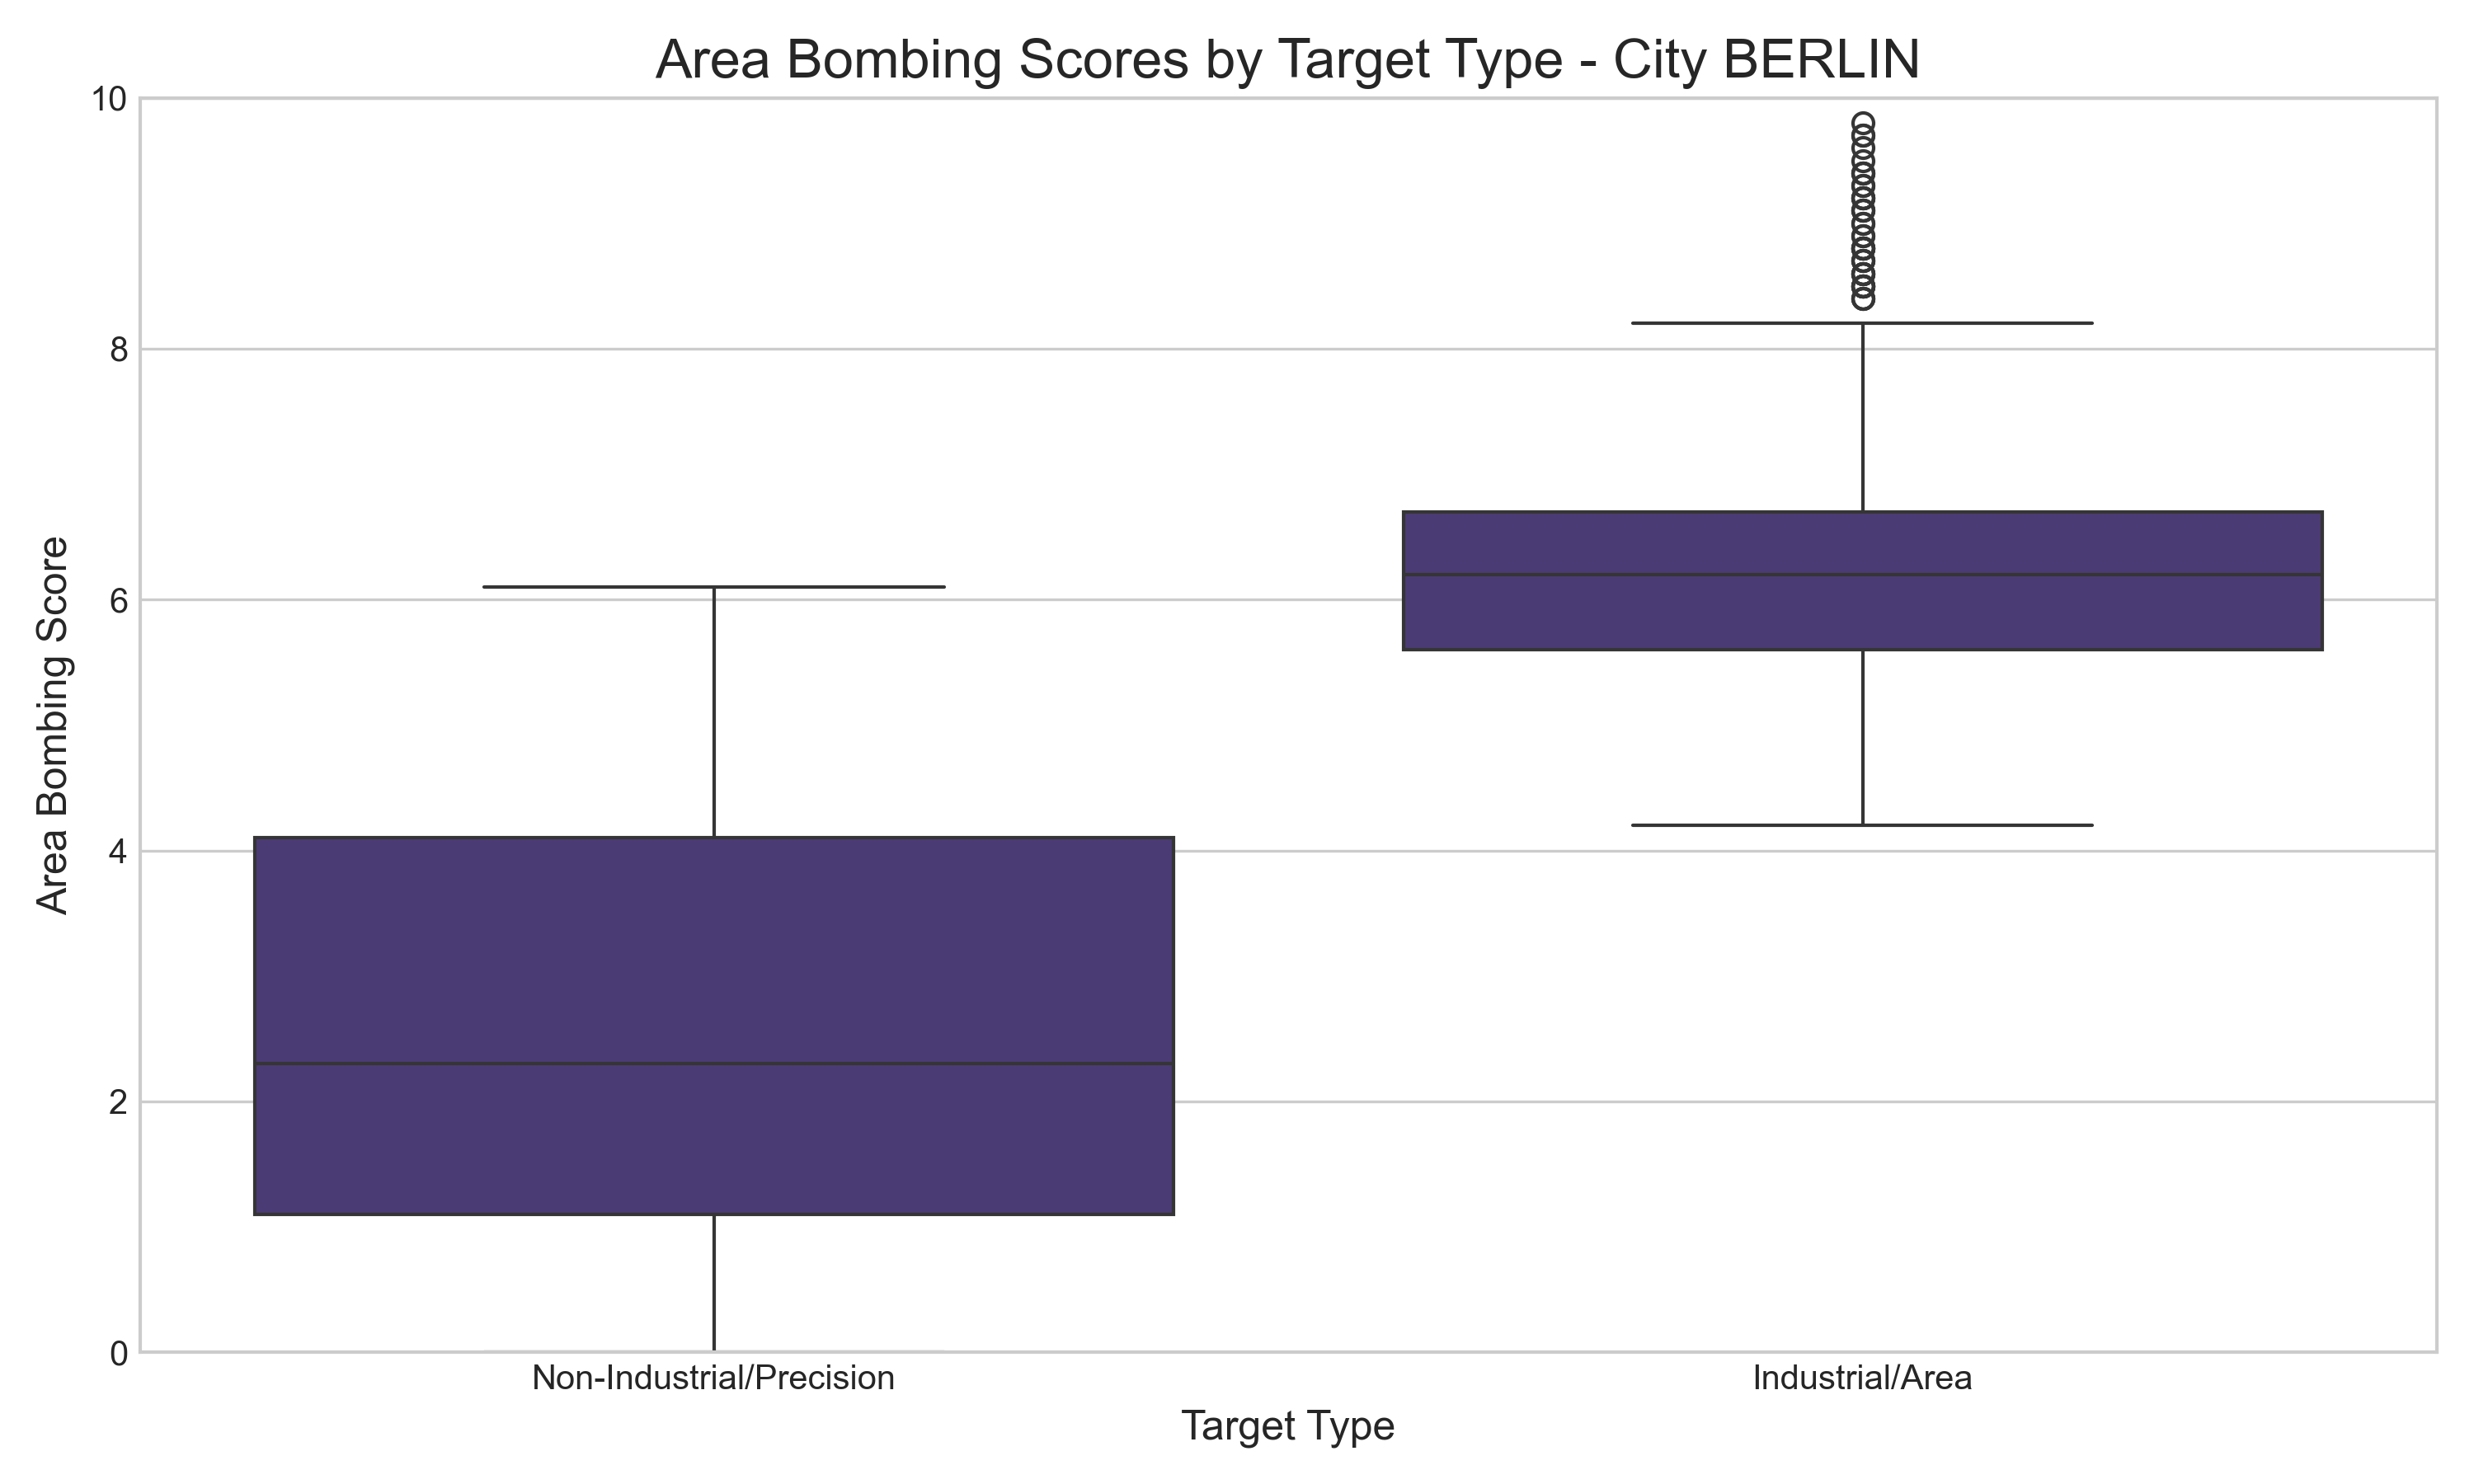 Area Bombing Scores by Target Type - City BERLIN
10
8
6
4
2
0
Area Bombing Score
Non-Industrial/Precision
Industrial/Area
Target Type